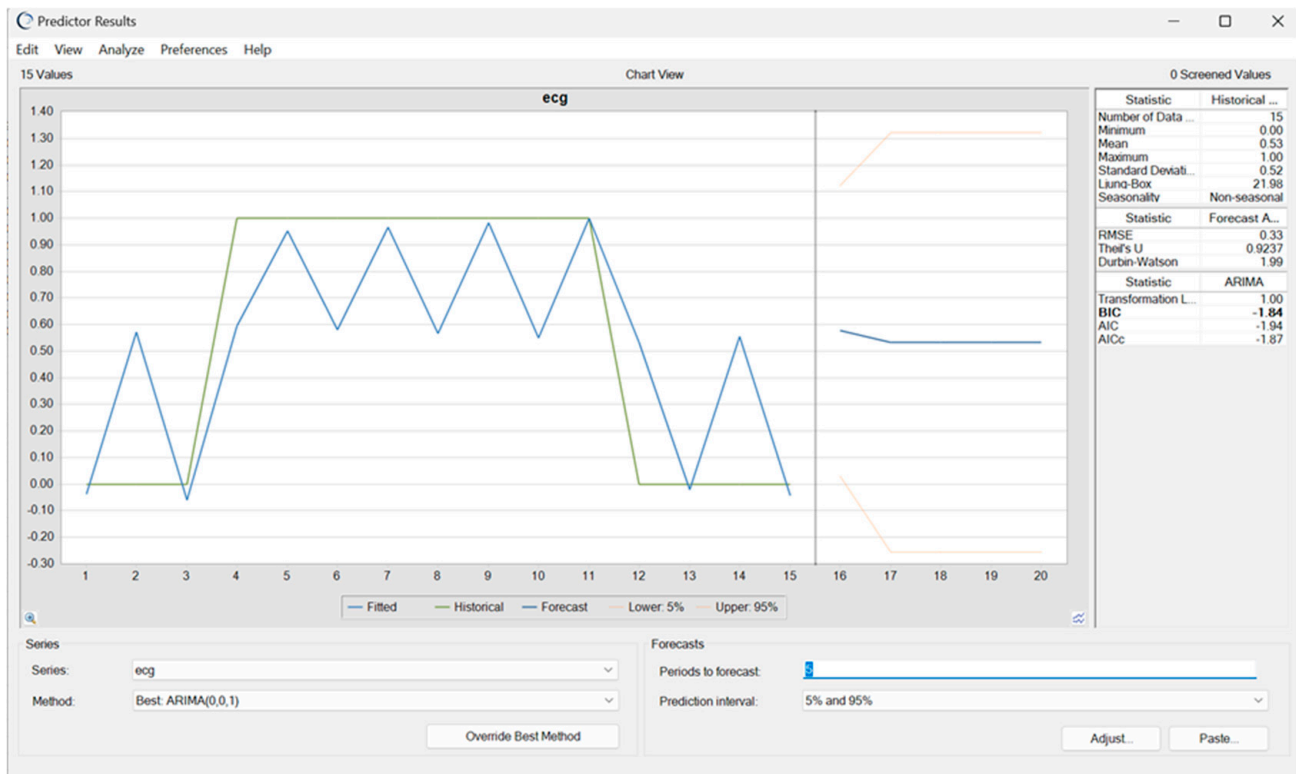 Predictor Results
Edit View Analyze Preferences Help
15 Values Chart View 0 Screened Values
ecg
1.40
1.30
1.20
1.10
1.00
0.90
0.80
0.70
0.60
0.50
0.40
0.30
0.20
0.10
0.00
-0.10
-0.20
-0.30
1 2 3 4 5 6 7 8 9 10 11 12 13 14 15 16 17 18 19 20
Fitted Historical Forecast Lower: 5% Upper: 95%
Statistic Historical ...
Number of Data ... 15
Minimum 0.00
Mean 0.53
Maximum 1.00
Standard Deviati... 0.52
Ljung-Box 21.98
Seasonality Non-seasonal
Statistic Forecast A...
RMSE 0.33
Theil's U 0.9237
Durbin-Watson 1.99
Statistic ARIMA
Transformation L... 1.00
BIC -1.84
AIC -1.94
AICc -1.87
Series
Series: ecg
Method: Best: ARIMA(0,0,1)
Override Best Method
Forecasts
Periods to forecast: 5
Prediction interval: 5% and 95%
Adjust... Paste...